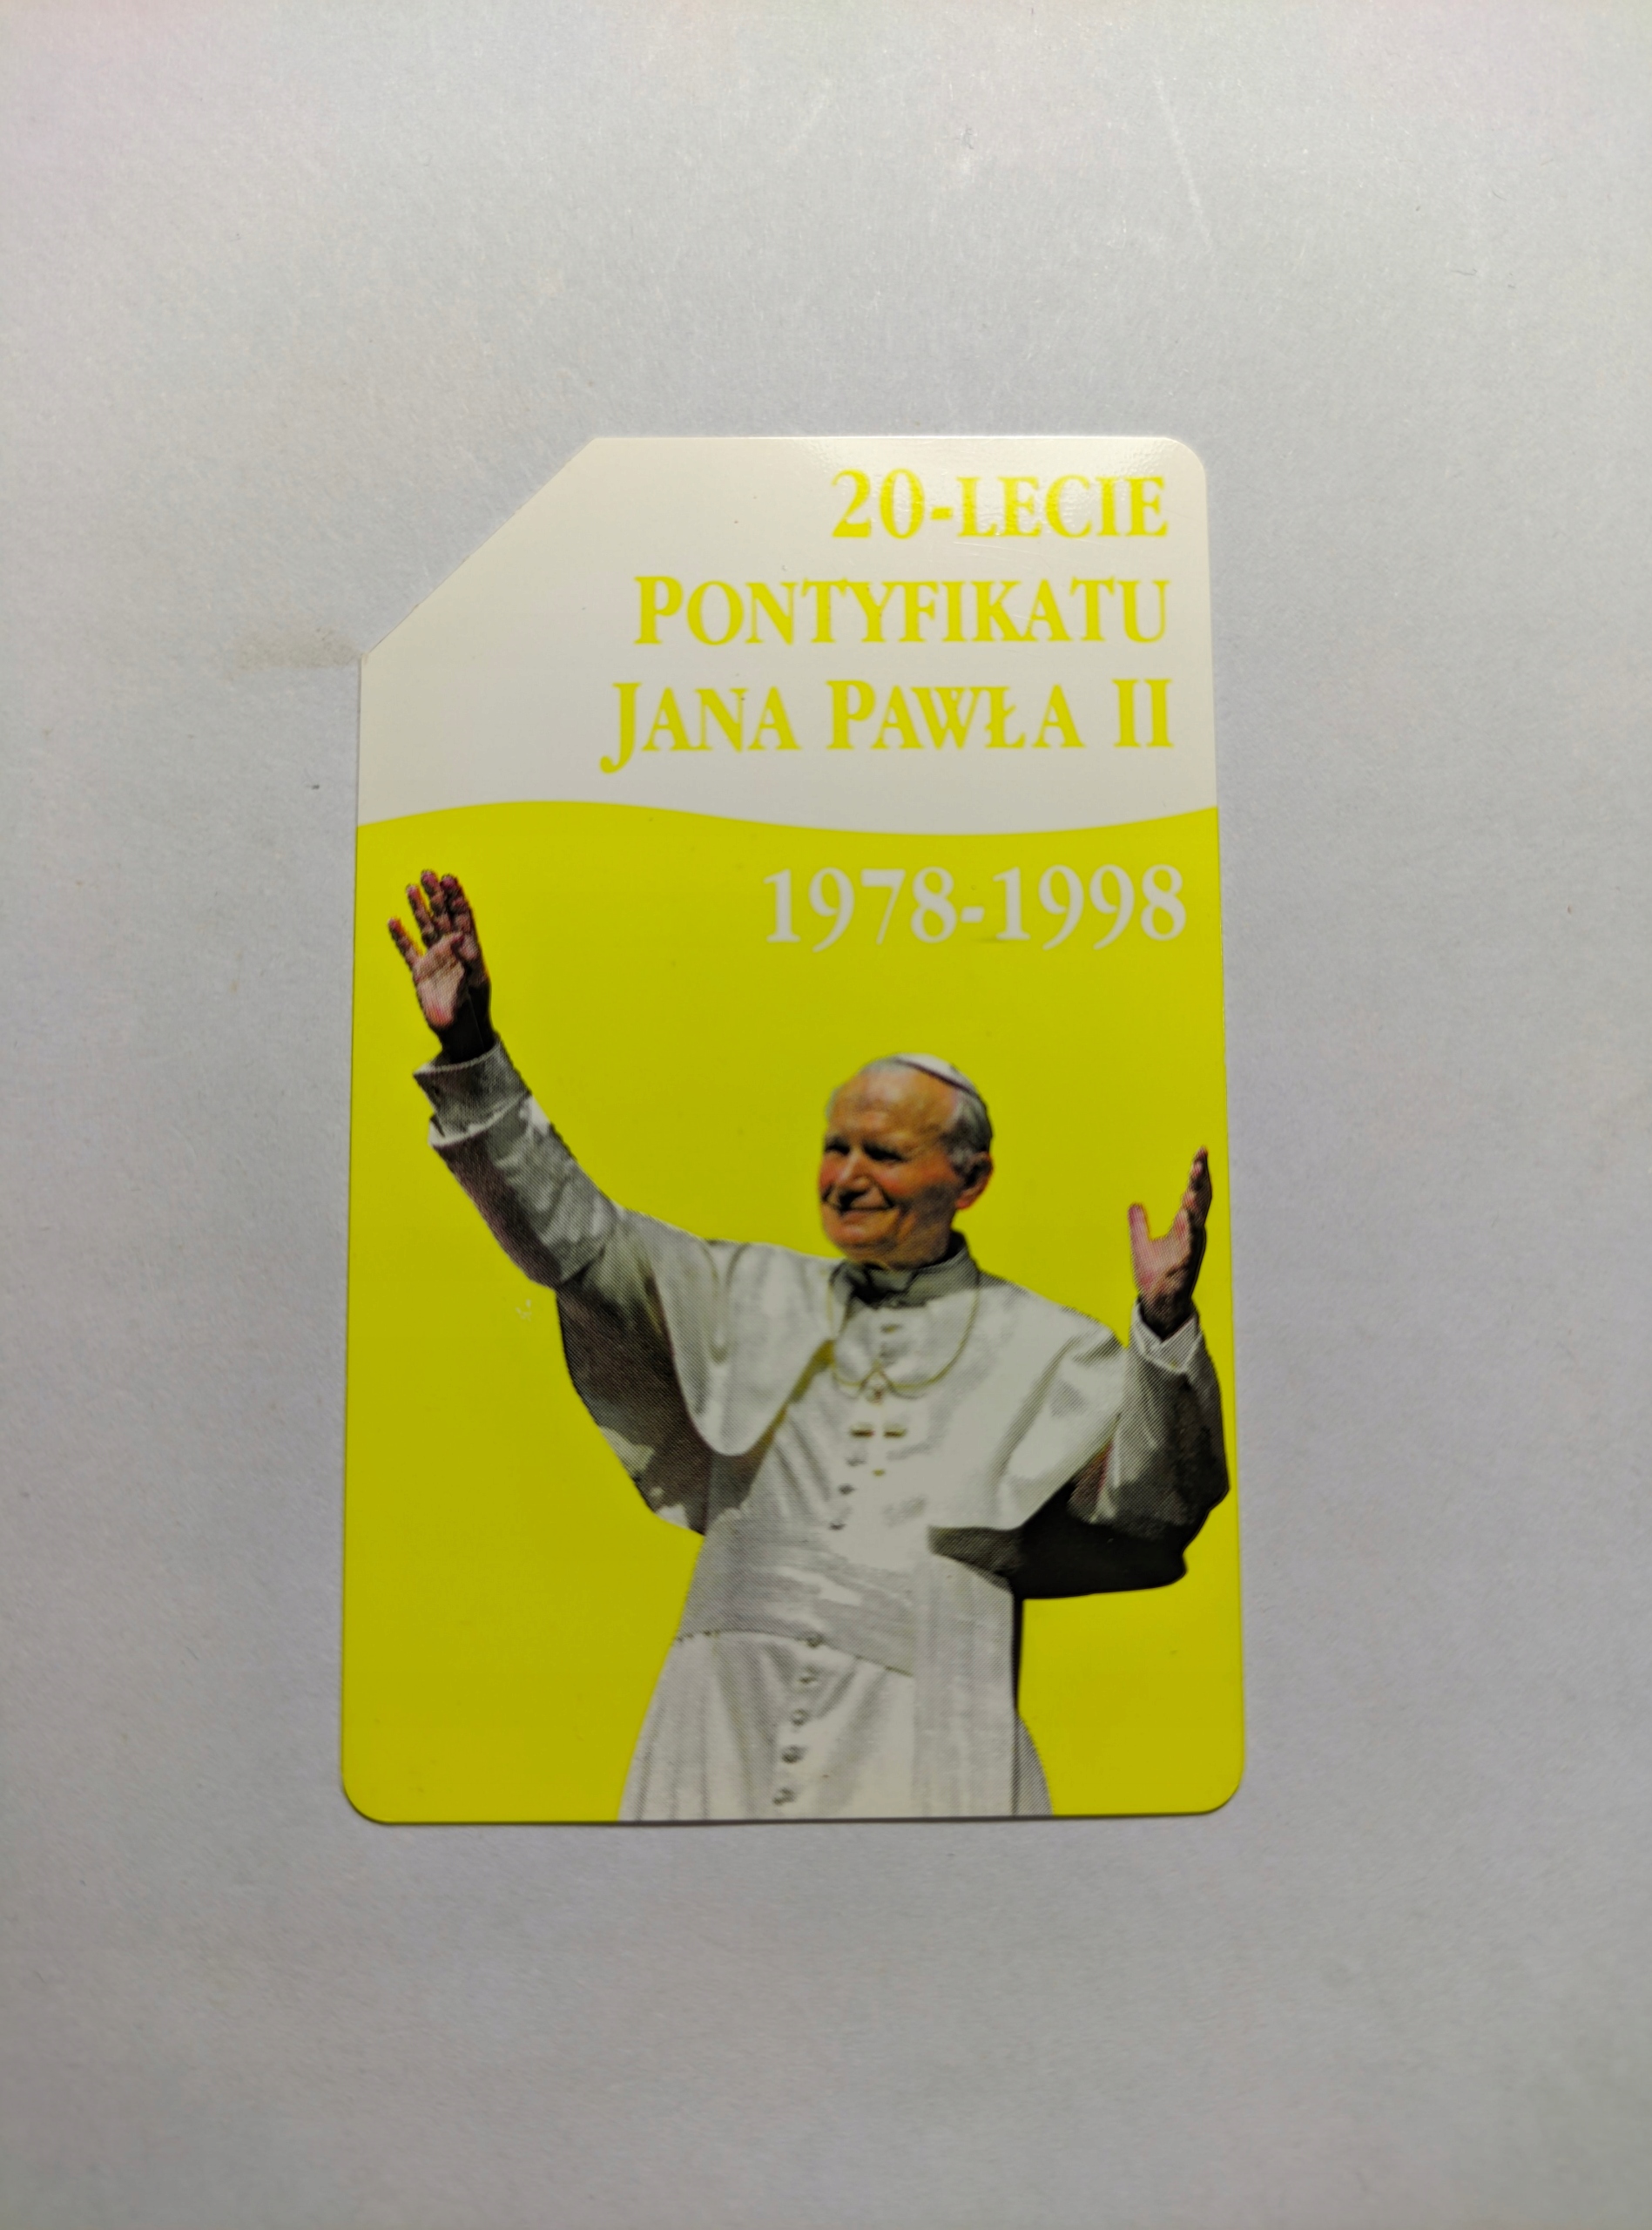 20-LECIE
PONTYFIKATU
JANA PAWŁA II
1978-1998